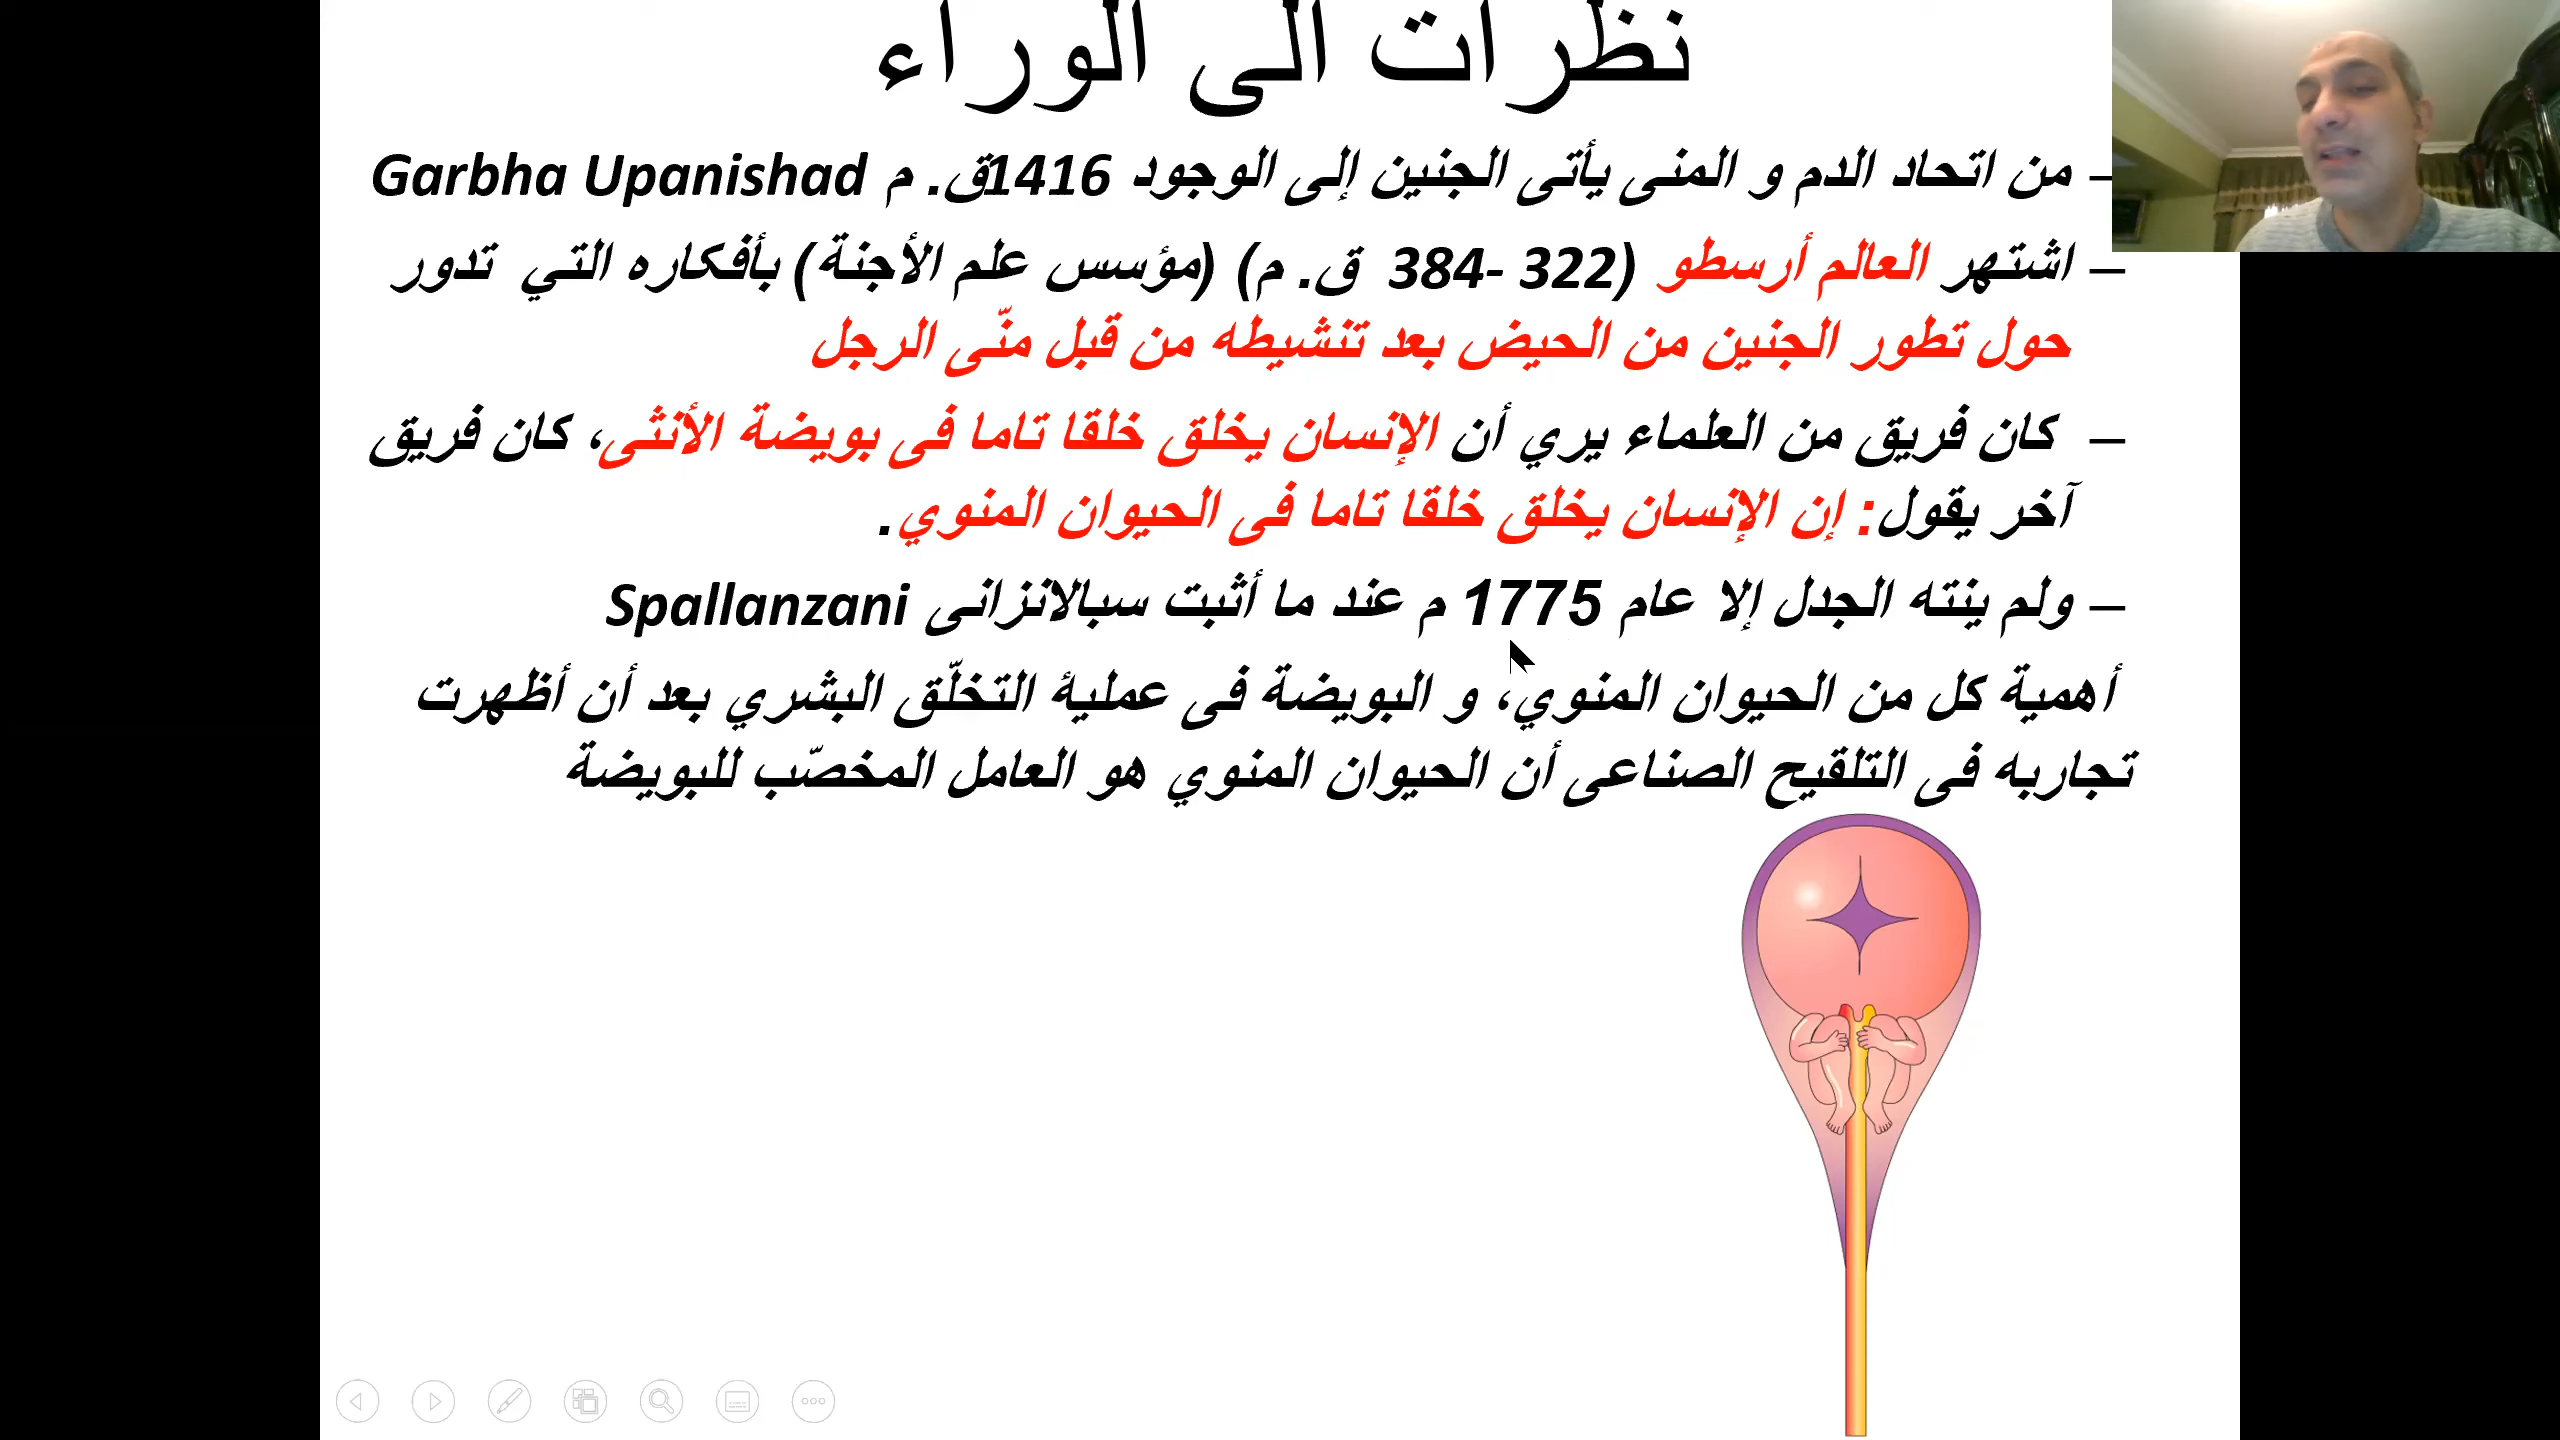 نظرات الى الوراء
– من اتحاد الدم و المنى يأتى الجنين إلى الوجود 1416ق. م Garbha Upanishad
– اشتهر العالم أرسطو (322 -384 ق. م) (مؤسس علم الأجنة) بأفكاره التي تدور
حول تطور الجنين من الحيض بعد تنشيطه من قبل منّى الرجل
– كان فريق من العلماء يري أن الإنسان يخلق خلقا تاما فى بويضة الأنثى، كان فريق
آخر يقول: إن الإنسان يخلق خلقا تاما فى الحيوان المنوي.
– ولم ينته الجدل إلا عام 1775 م عند ما أثبت سبالانزانى Spallanzani
أهمية كل من الحيوان المنوي، و البويضة فى عملية التخلّق البشري بعد أن أظهرت
تجاربه فى التلقيح الصناعى أن الحيوان المنوي هو العامل المخصّب للبويضة